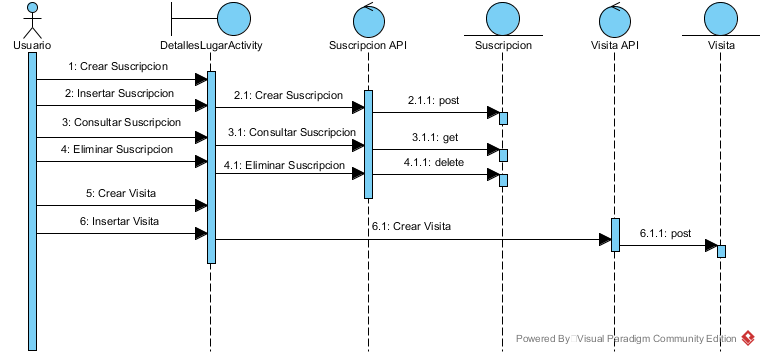 Usuario
DetallesLugarActivity
Suscripcion API
Suscripcion
Visita API
Visita
1: Crear Suscripcion
2: Insertar Suscripcion
2.1: Crear Suscripcion
2.1.1: post
3: Consultar Suscripcion
3.1: Consultar Suscripcion
3.1.1: get
4: Eliminar Suscripcion
4.1: Eliminar Suscripcion
4.1.1: delete
5: Crear Visita
6: Insertar Visita
6.1: Crear Visita
6.1.1: post
Powered By Visual Paradigm Community Edition